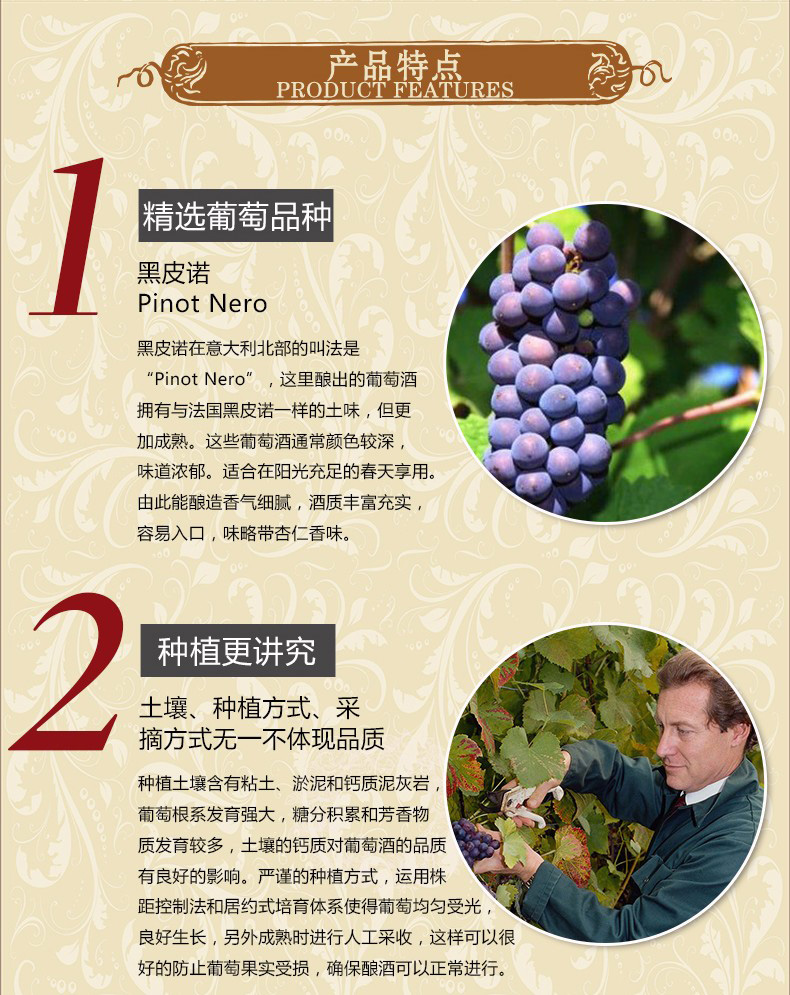 产品特点
PRODUCT FEATURES
1
精选葡萄品种
黑皮诺
Pinot Nero
黑皮诺在意大利北部的叫法是
“Pinot Nero”，这里酿出的葡萄酒
拥有与法国黑皮诺一样的土味，但更
加成熟。这些葡萄酒通常颜色较深，
味道浓郁。适合在阳光充足的春天享用。
由此能酿造香气细腻，酒质丰富充实，
容易入口，味略带杏仁香味。
2
种植更讲究
土壤、种植方式、采
摘方式无一不体现品质
种植土壤含有粘土、淤泥和钙质泥灰岩，
葡萄根系发育强大，糖分积累和芳香物
质发育较多，土壤的钙质对葡萄酒的品质
有良好的影响。严谨的种植方式，运用株
距控制法和居约式培育体系使得葡萄均匀受光，
良好生长，另外成熟时进行人工采收，这样可以很
好的防止葡萄果实受损，确保酿酒可以正常进行。